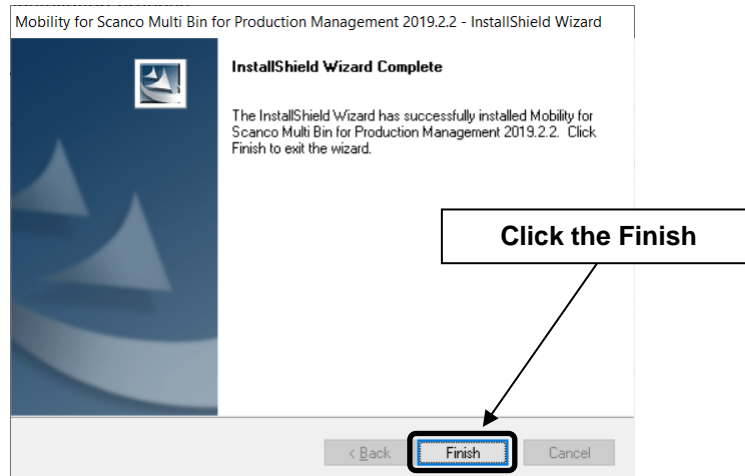 Mobility for Scanco Multi Bin for Production Management 2019.2.2 - InstallShield Wizard
InstallShield Wizard Complete
The InstallShield Wizard has successfully installed Mobility for
Scanco Multi Bin for Production Management 2019.2.2. Click
Finish to exit the wizard.
Click the Finish
< Back
Finish
Cancel